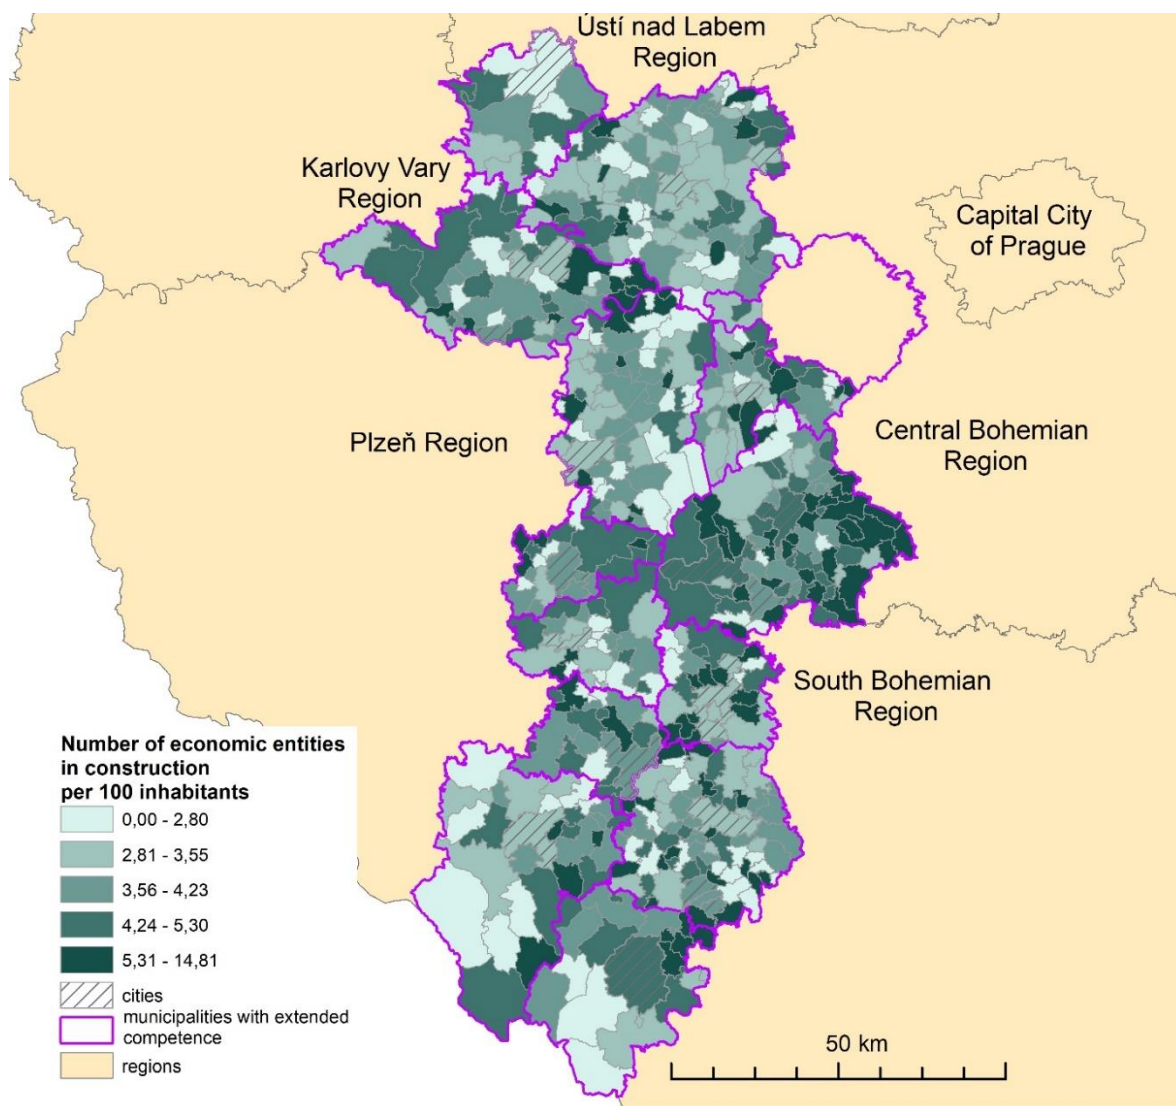 Ústí nad Labem
Region
Karlovy Vary
Region
Capital City
of Prague
Plzeň Region
Central Bohemian
Region
South Bohemian
Region
Number of economic entities
in construction
per 100 inhabitants
0,00 - 2,80
2,81 - 3,55
3,56 - 4,23
4,24 - 5,30
5,31 - 14,81
cities
municipalities with extended
competence
regions
50 km